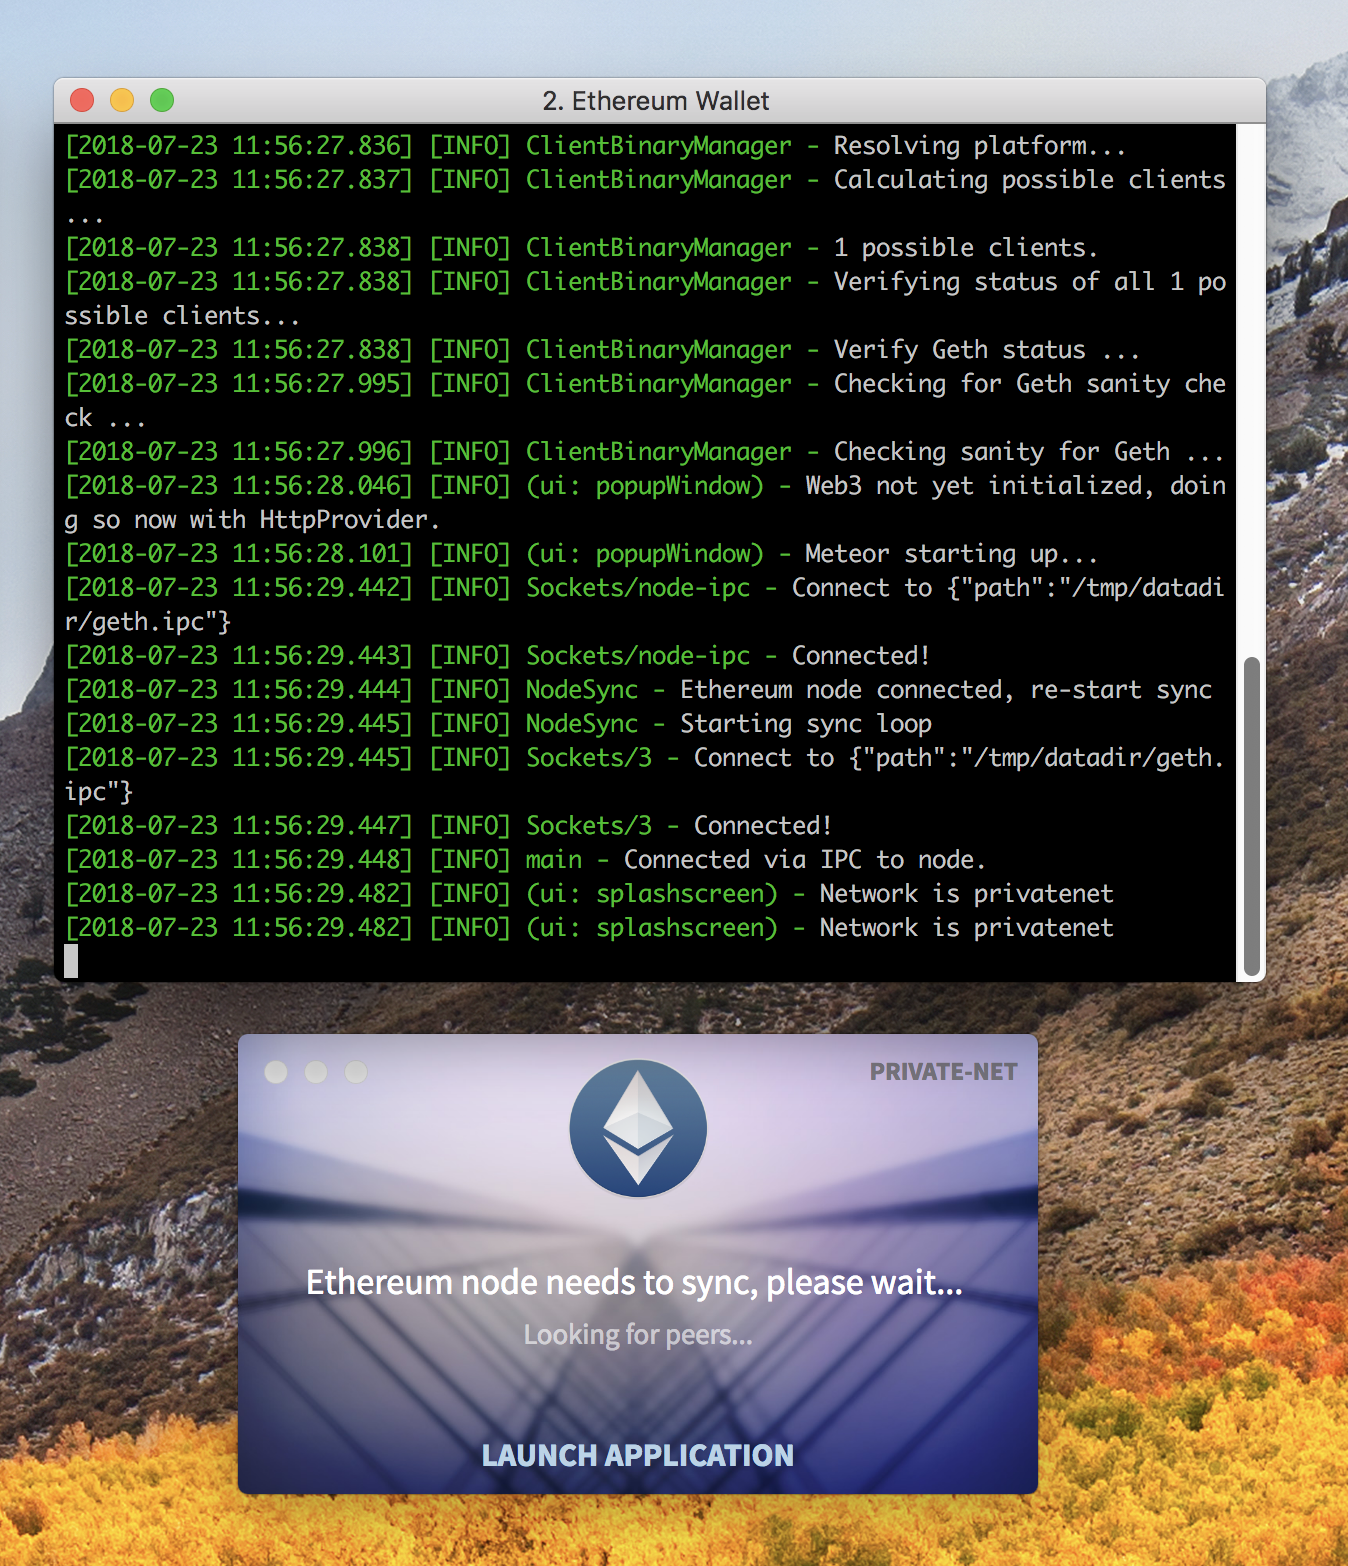 2. Ethereum Wallet
[2018-07-23 11:56:27.836] [INFO] ClientBinaryManager - Resolving platform...
[2018-07-23 11:56:27.837] [INFO] ClientBinaryManager - Calculating possible clients
...
[2018-07-23 11:56:27.838] [INFO] ClientBinaryManager - 1 possible clients.
[2018-07-23 11:56:27.838] [INFO] ClientBinaryManager - Verifying status of all 1 po
ssible clients...
[2018-07-23 11:56:27.838] [INFO] ClientBinaryManager - Verify Geth status ...
[2018-07-23 11:56:27.995] [INFO] ClientBinaryManager - Checking for Geth sanity che
ck ...
[2018-07-23 11:56:27.996] [INFO] ClientBinaryManager - Checking sanity for Geth ...
[2018-07-23 11:56:28.046] [INFO] (ui: popupWindow) - Web3 not yet initialized, doin
g so now with HttpProvider.
[2018-07-23 11:56:28.101] [INFO] (ui: popupWindow) - Meteor starting up...
[2018-07-23 11:56:29.442] [INFO] Sockets/node-ipc - Connect to {"path":"/tmp/datadi
r/geth.ipc"}
[2018-07-23 11:56:29.443] [INFO] Sockets/node-ipc - Connected!
[2018-07-23 11:56:29.444] [INFO] NodeSync - Ethereum node connected, re-start sync
[2018-07-23 11:56:29.445] [INFO] NodeSync - Starting sync loop
[2018-07-23 11:56:29.445] [INFO] Sockets/3 - Connect to {"path":"/tmp/datadir/geth.
ipc"}
[2018-07-23 11:56:29.447] [INFO] Sockets/3 - Connected!
[2018-07-23 11:56:29.448] [INFO] main - Connected via IPC to node.
[2018-07-23 11:56:29.482] [INFO] (ui: splashscreen) - Network is privatenet
[2018-07-23 11:56:29.482] [INFO] (ui: splashscreen) - Network is privatenet
PRIVATE-NET
Ethereum node needs to sync, please wait...
Looking for peers...
LAUNCH APPLICATION